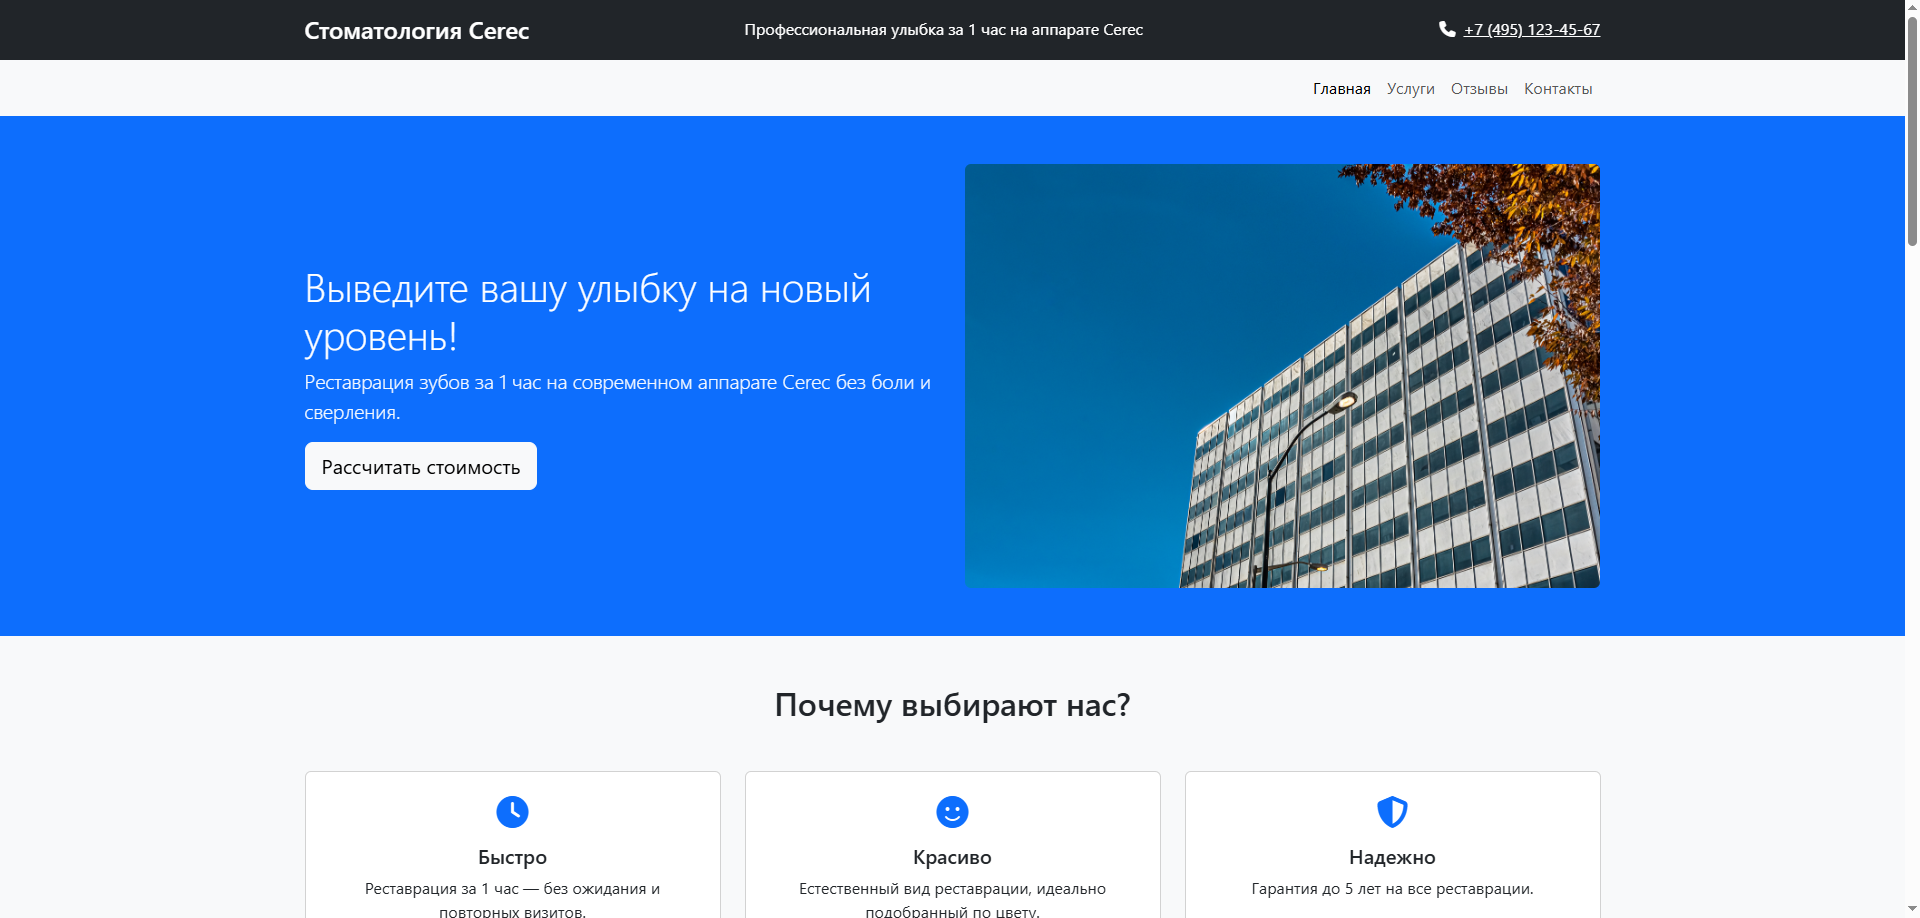 Стоматология Cerec
Профессиональная улыбка за 1 час на аппарате Cerec
+7 (495) 123-45-67
Главная Услуги Отзывы Контакты
Выведите вашу улыбку на новый
уровень!
Реставрация зубов за 1 час на современном аппарате Cerec без боли и
сверления.
Рассчитать стоимость
Почему выбирают нас?
Быстро
Реставрация за 1 час — без ожидания и
повторных визитов.
Красиво
Естественный вид реставрации, идеально
подобранный по цвету.
Надежно
Гарантия до 5 лет на все реставрации.